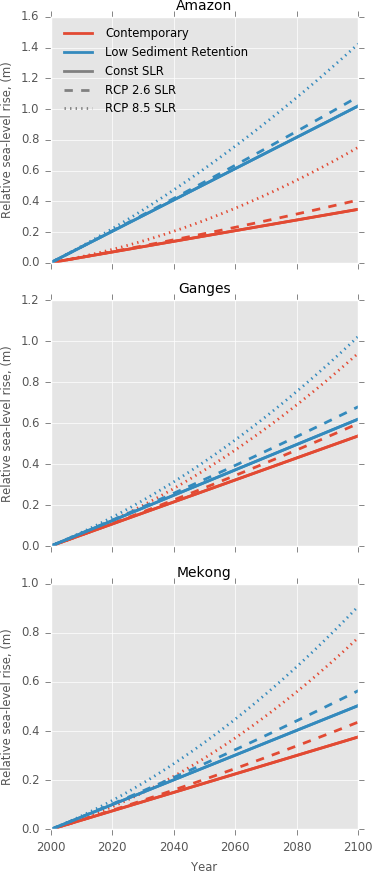 Amazon
1.6
1.4
1.2
1.0
0.8
0.6
0.4
0.2
0.0
Relative sea-level rise, (m)
Contemporary
Low Sediment Retention
Const SLR
RCP 2.6 SLR
RCP 8.5 SLR
Ganges
1.2
1.0
0.8
0.6
0.4
0.2
0.0
Relative sea-level rise, (m)
Mekong
1.0
0.8
0.6
0.4
0.2
0.0
Relative sea-level rise, (m)
2000 2020 2040 2060 2080 2100
Year